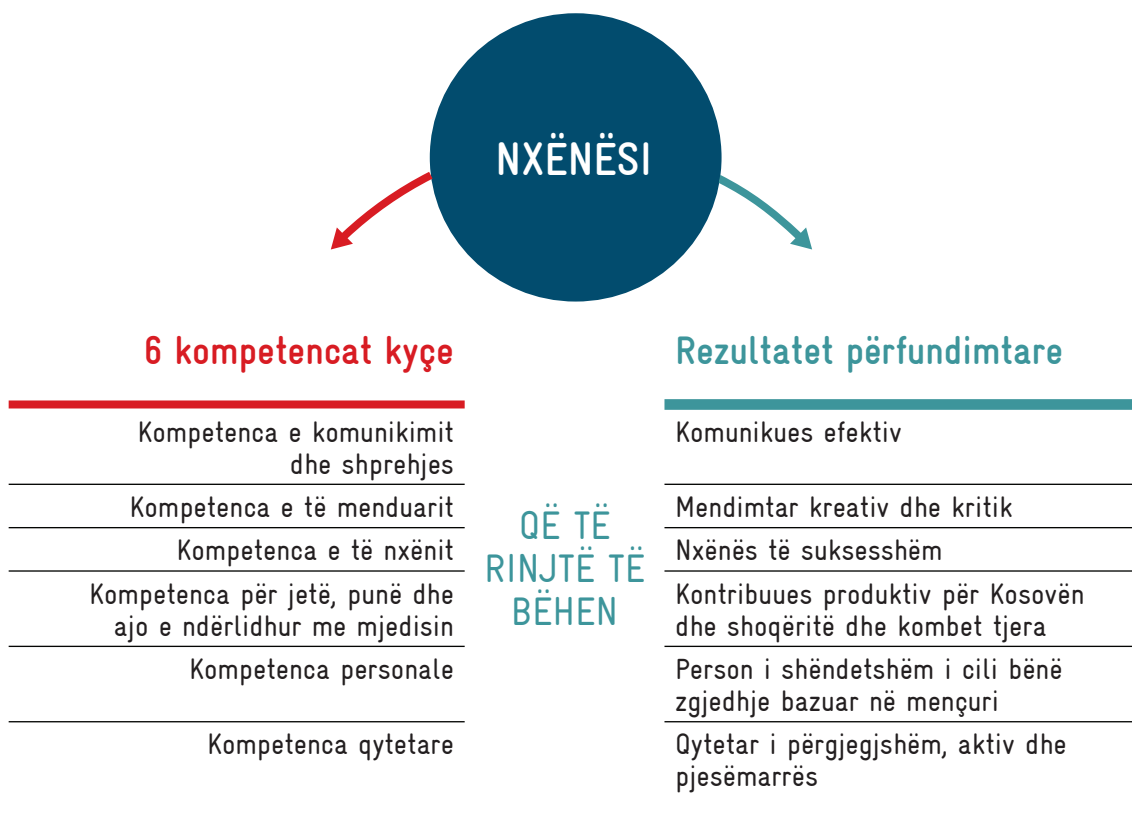 NXËNËSI
6 kompetencat kyçe
Kompetenca e komunikimit
dhe shprehjes
Kompetenca e të menduarit
Kompetenca e të nxënit
Kompetenca për jetë, punë dhe
ajo e ndërlidhur me mjedisin
Kompetenca personale
Kompetenca qytetare
QË TË
RINJTË TË
BËHEN
Rezultatet përfundimtare
Komunikues efektiv
Mendimtar kreativ dhe kritik
Nxënës të suksesshëm
Kontribuues produktiv për Kosovën
dhe shoqëritë dhe kombet tjera
Person i shëndetshëm i cili bënë
zgjedhje bazuar në mençuri
Qytetar i përgjegjshëm, aktiv dhe
pjesëmarrës